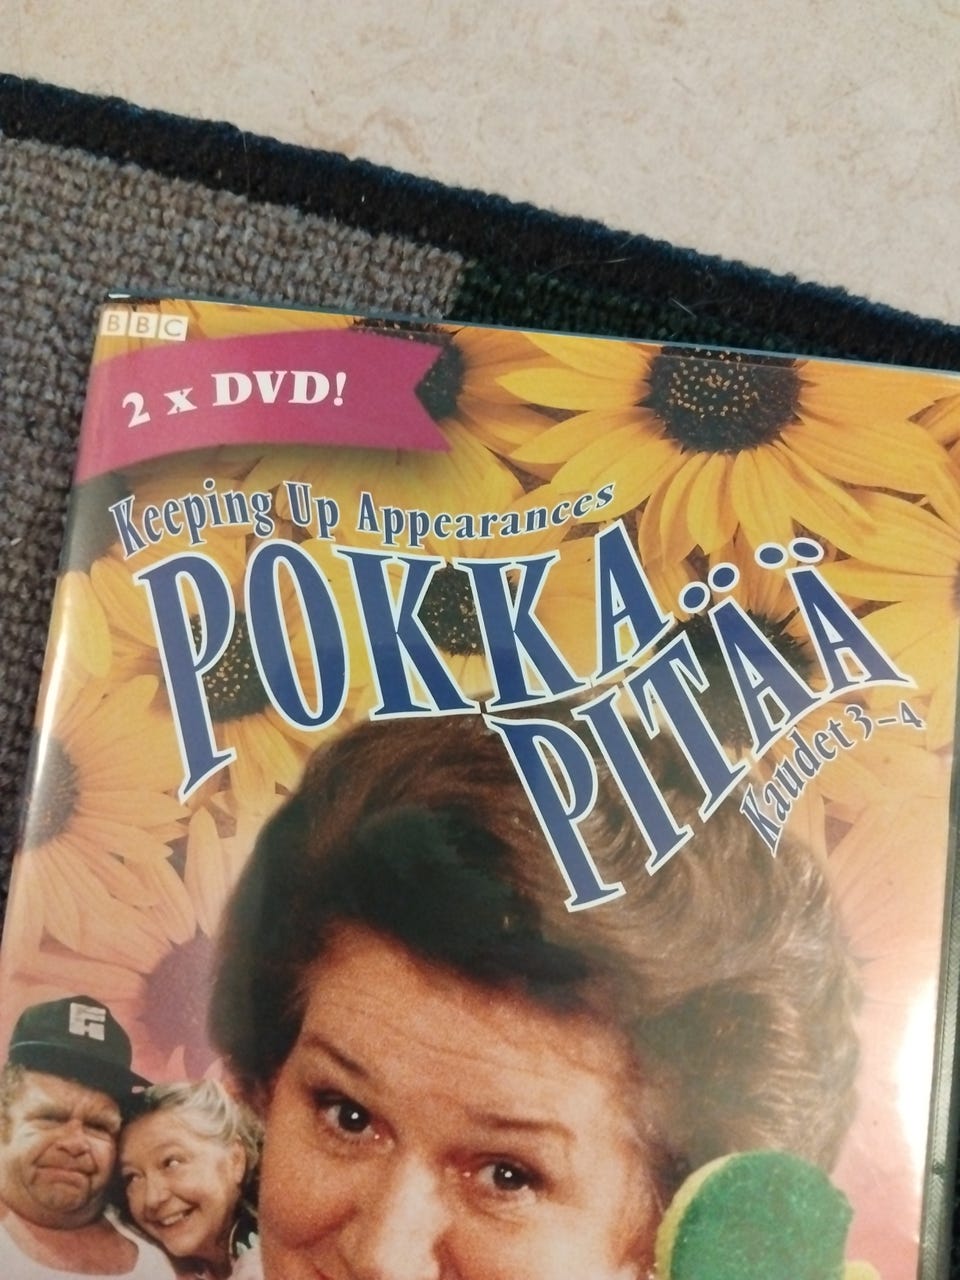 BBC
2 x DVD!
Keeping Up Appearances
POKKA
PITÄÄ
Kaudet 3-4